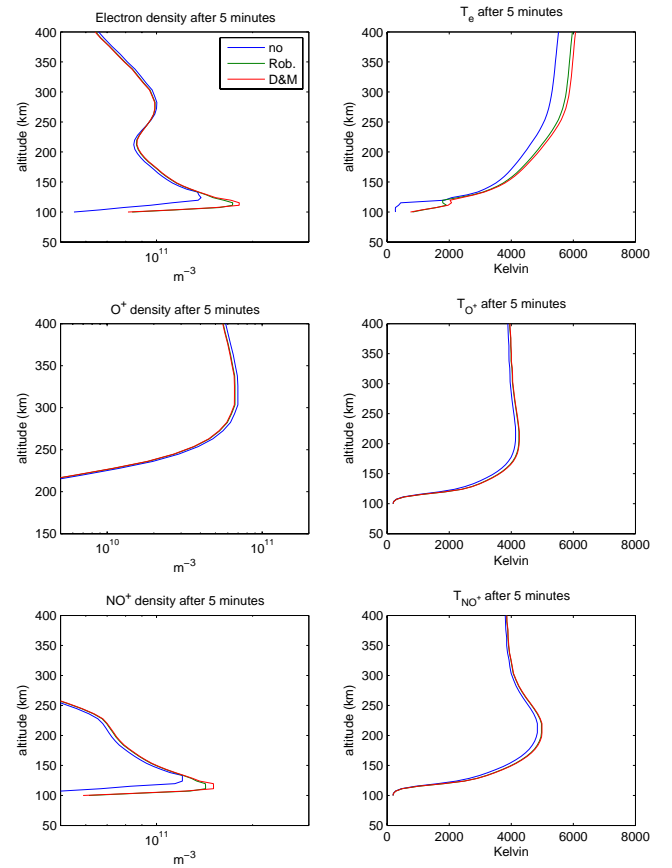 Electron density after 5 minutes
400
350
300
250
200
150
100
50
altitude (km)
10^11
m^−3
no
Rob.
D&M
T_e after 5 minutes
400
350
300
250
200
150
100
50
altitude (km)
0 2000 4000 6000 8000
Kelvin
O^+ density after 5 minutes
400
350
300
250
200
150
altitude (km)
10^10 10^11
m^−3
T_O^+ after 5 minutes
400
350
300
250
200
150
100
50
altitude (km)
0 2000 4000 6000 8000
Kelvin
NO^+ density after 5 minutes
400
350
300
250
200
150
100
50
altitude (km)
10^11
m^−3
T_NO^+ after 5 minutes
400
350
300
250
200
150
100
50
altitude (km)
0 2000 4000 6000 8000
Kelvin